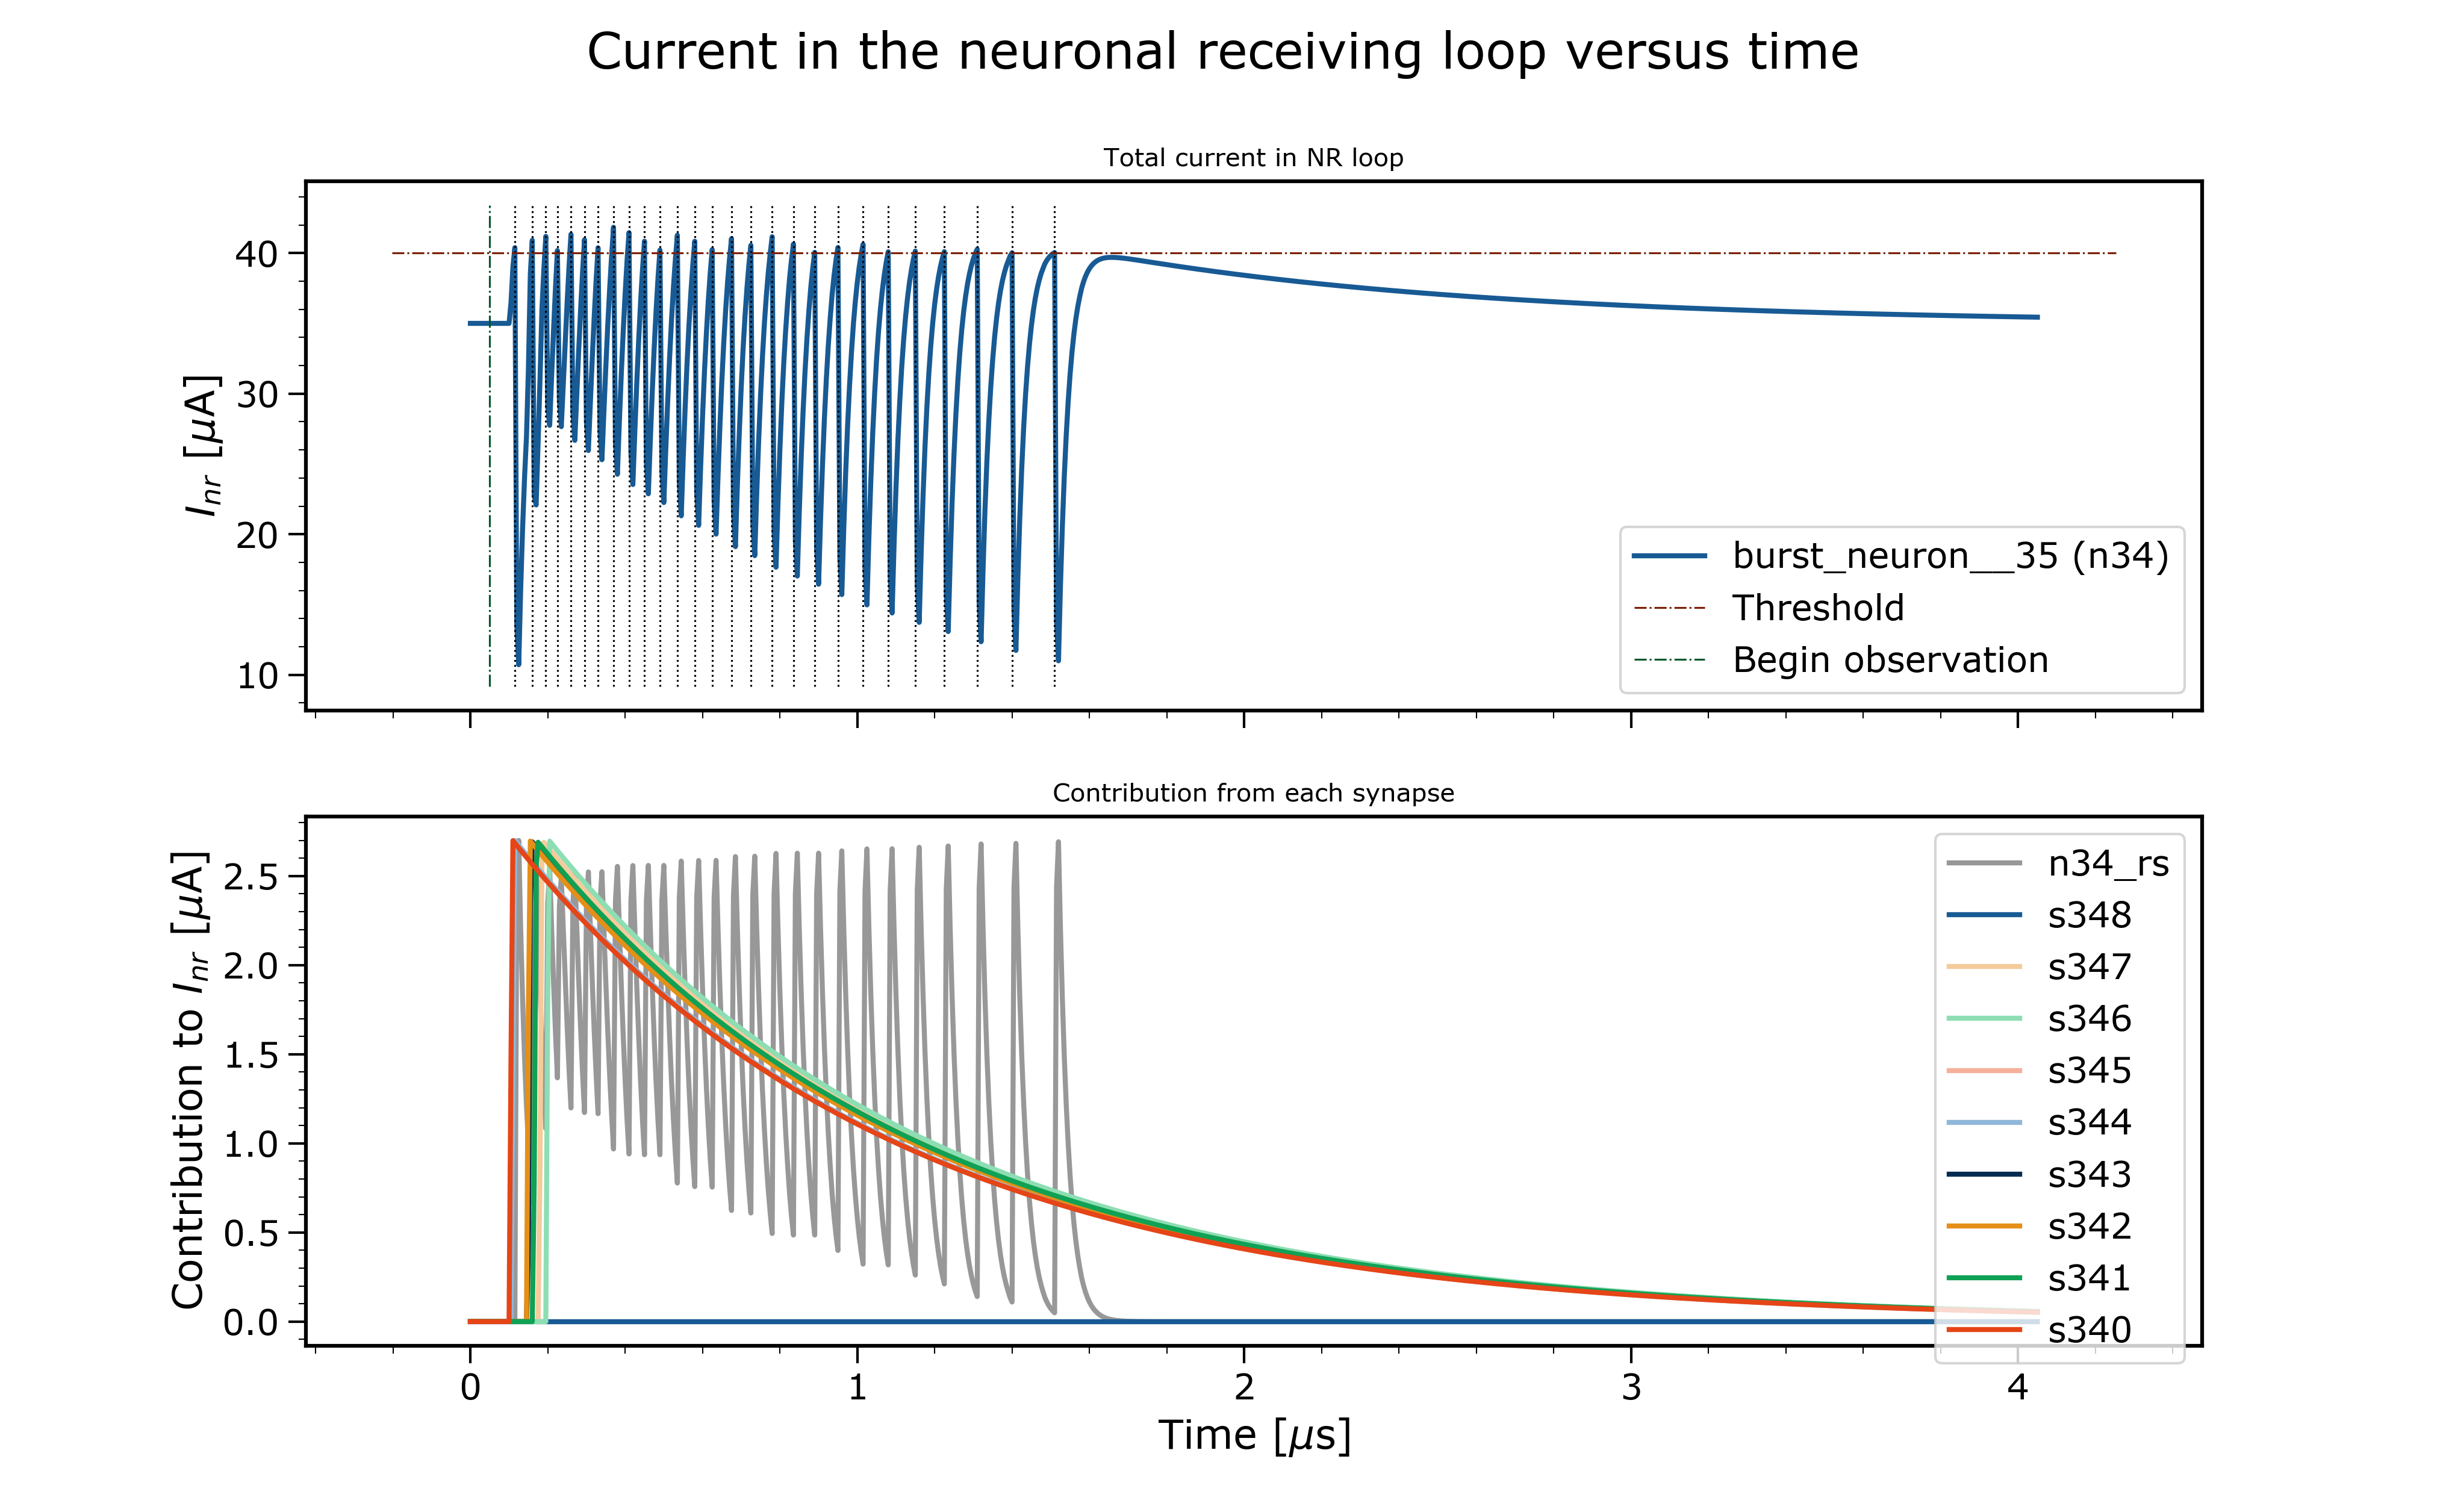 Current in the neuronal receiving loop versus time
Total current in NR loop
40
30
20
10
I_nr [μA]
burst_neuron__35 (n34)
Threshold
Begin observation
Contribution from each synapse
2.5
2.0
1.5
1.0
0.5
0.0
Contribution to I_nr [μA]
n34_rs
s348
s347
s346
s345
s344
s343
s342
s341
s340
0 1 2 3 4
Time [μs]